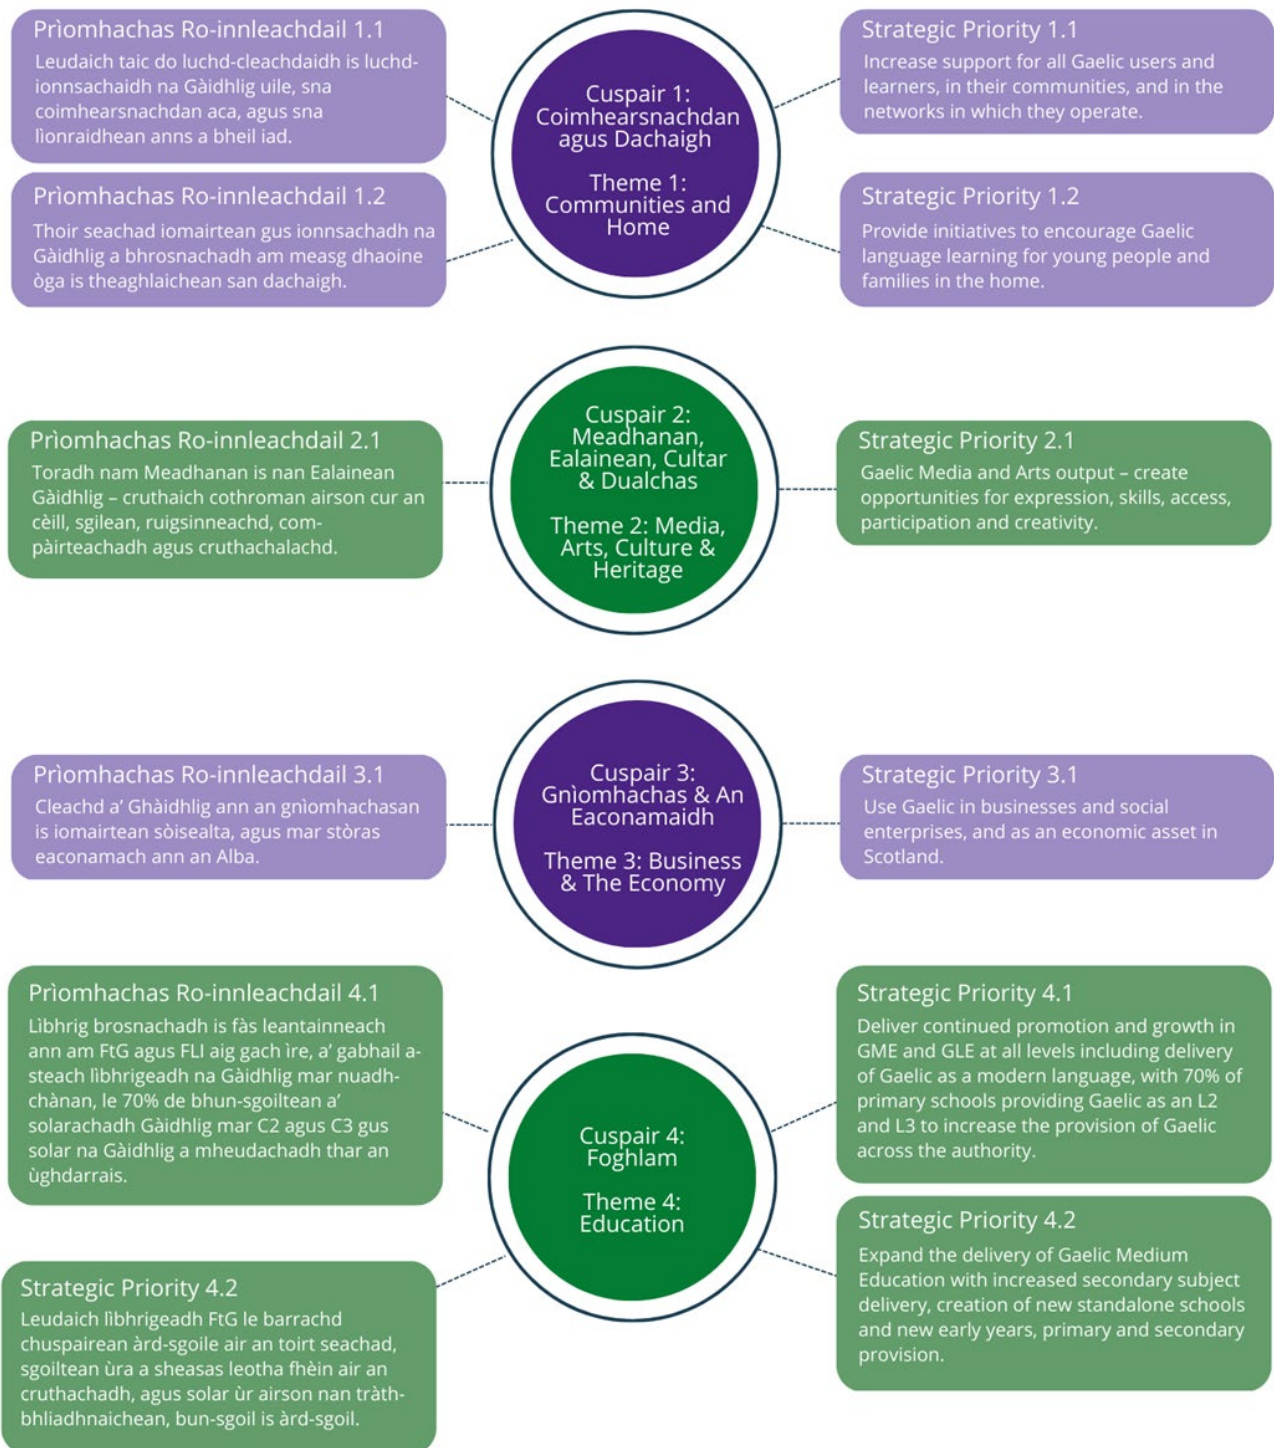 Prìomhachas Ro-innleachdail 1.1
Leudaich taic do luchd-cleachdaidh is luchd-
ionnsachaidh na Gàidhlig uile, sna
coimhearsnachdan aca, agus sna
lìonraidhean anns a bheil iad.
Prìomhachas Ro-innleachdail 1.2
Thoir seachad iomairtean gus ionnsachadh na
Gàidhlig a bhrosnachadh am measg dhaoine
òga is theaghlaichean san dachaigh.
Cuspair 1:
Coimhearsnachdan
agus Dachaigh
Theme 1:
Communities and
Home
Strategic Priority 1.1
Increase support for all Gaelic users and
learners, in their communities, and in the
networks in which they operate.
Strategic Priority 1.2
Provide initiatives to encourage Gaelic
language learning for young people and
families in the home.
Prìomhachas Ro-innleachdail 2.1
Toradh nam Meadhanan is nan Ealainean
Gàidhlig – cruthaich cothroman airson cur an
cèill, sgilean, ruigsinneachd, com-
pàirteachadh agus cruthachalachd.
Cuspair 2:
Meadhanan,
Ealainean, Cultar
& Dualchas
Theme 2: Media,
Arts, Culture &
Heritage
Strategic Priority 2.1
Gaelic Media and Arts output – create
opportunities for expression, skills, access,
participation and creativity.
Prìomhachas Ro-innleachdail 3.1
Cleachd a’ Ghàidhlig ann an gnìomhachasan
is iomairtean sòisealta, agus mar stòras
eaconamach ann an Alba.
Cuspair 3:
Gnìomhachas & An
Eaconamaidh
Theme 3: Business
& The Economy
Strategic Priority 3.1
Use Gaelic in businesses and social
enterprises, and as an economic asset in
Scotland.
Prìomhachas Ro-innleachdail 4.1
Lìbhrig brosnachadh is fàs leantainneach
ann am FtG agus FLI aig gach ìre, a’ gabhail a-
steach lìbhrigeadh na Gàidhlig mar nuadh-
chànan, le 70% de bhun-sgoiltean a’
solarachadh Gàidhlig mar C2 agus C3 gus
solar na Gàidhlig a mheudachadh thar an
ùghdarrais.
Strategic Priority 4.2
Leudaich lìbhrigeadh FtG le barrachd
chuspairean àrd-sgoile air an toirt seachad,
sgoiltean ùra a sheasas leotha fhèin air an
cruthachadh, agus solar ùr airson nan tràth-
bhliadhnaichean, bun-sgoil is àrd-sgoil.
Cuspair 4:
Foghlam
Theme 4:
Education
Strategic Priority 4.1
Deliver continued promotion and growth in
GME and GLE at all levels including delivery
of Gaelic as a modern language, with 70% of
primary schools providing Gaelic as an L2
and L3 to increase the provision of Gaelic
across the authority.
Strategic Priority 4.2
Expand the delivery of Gaelic Medium
Education with increased secondary subject
delivery, creation of new standalone schools
and new early years, primary and secondary
provision.